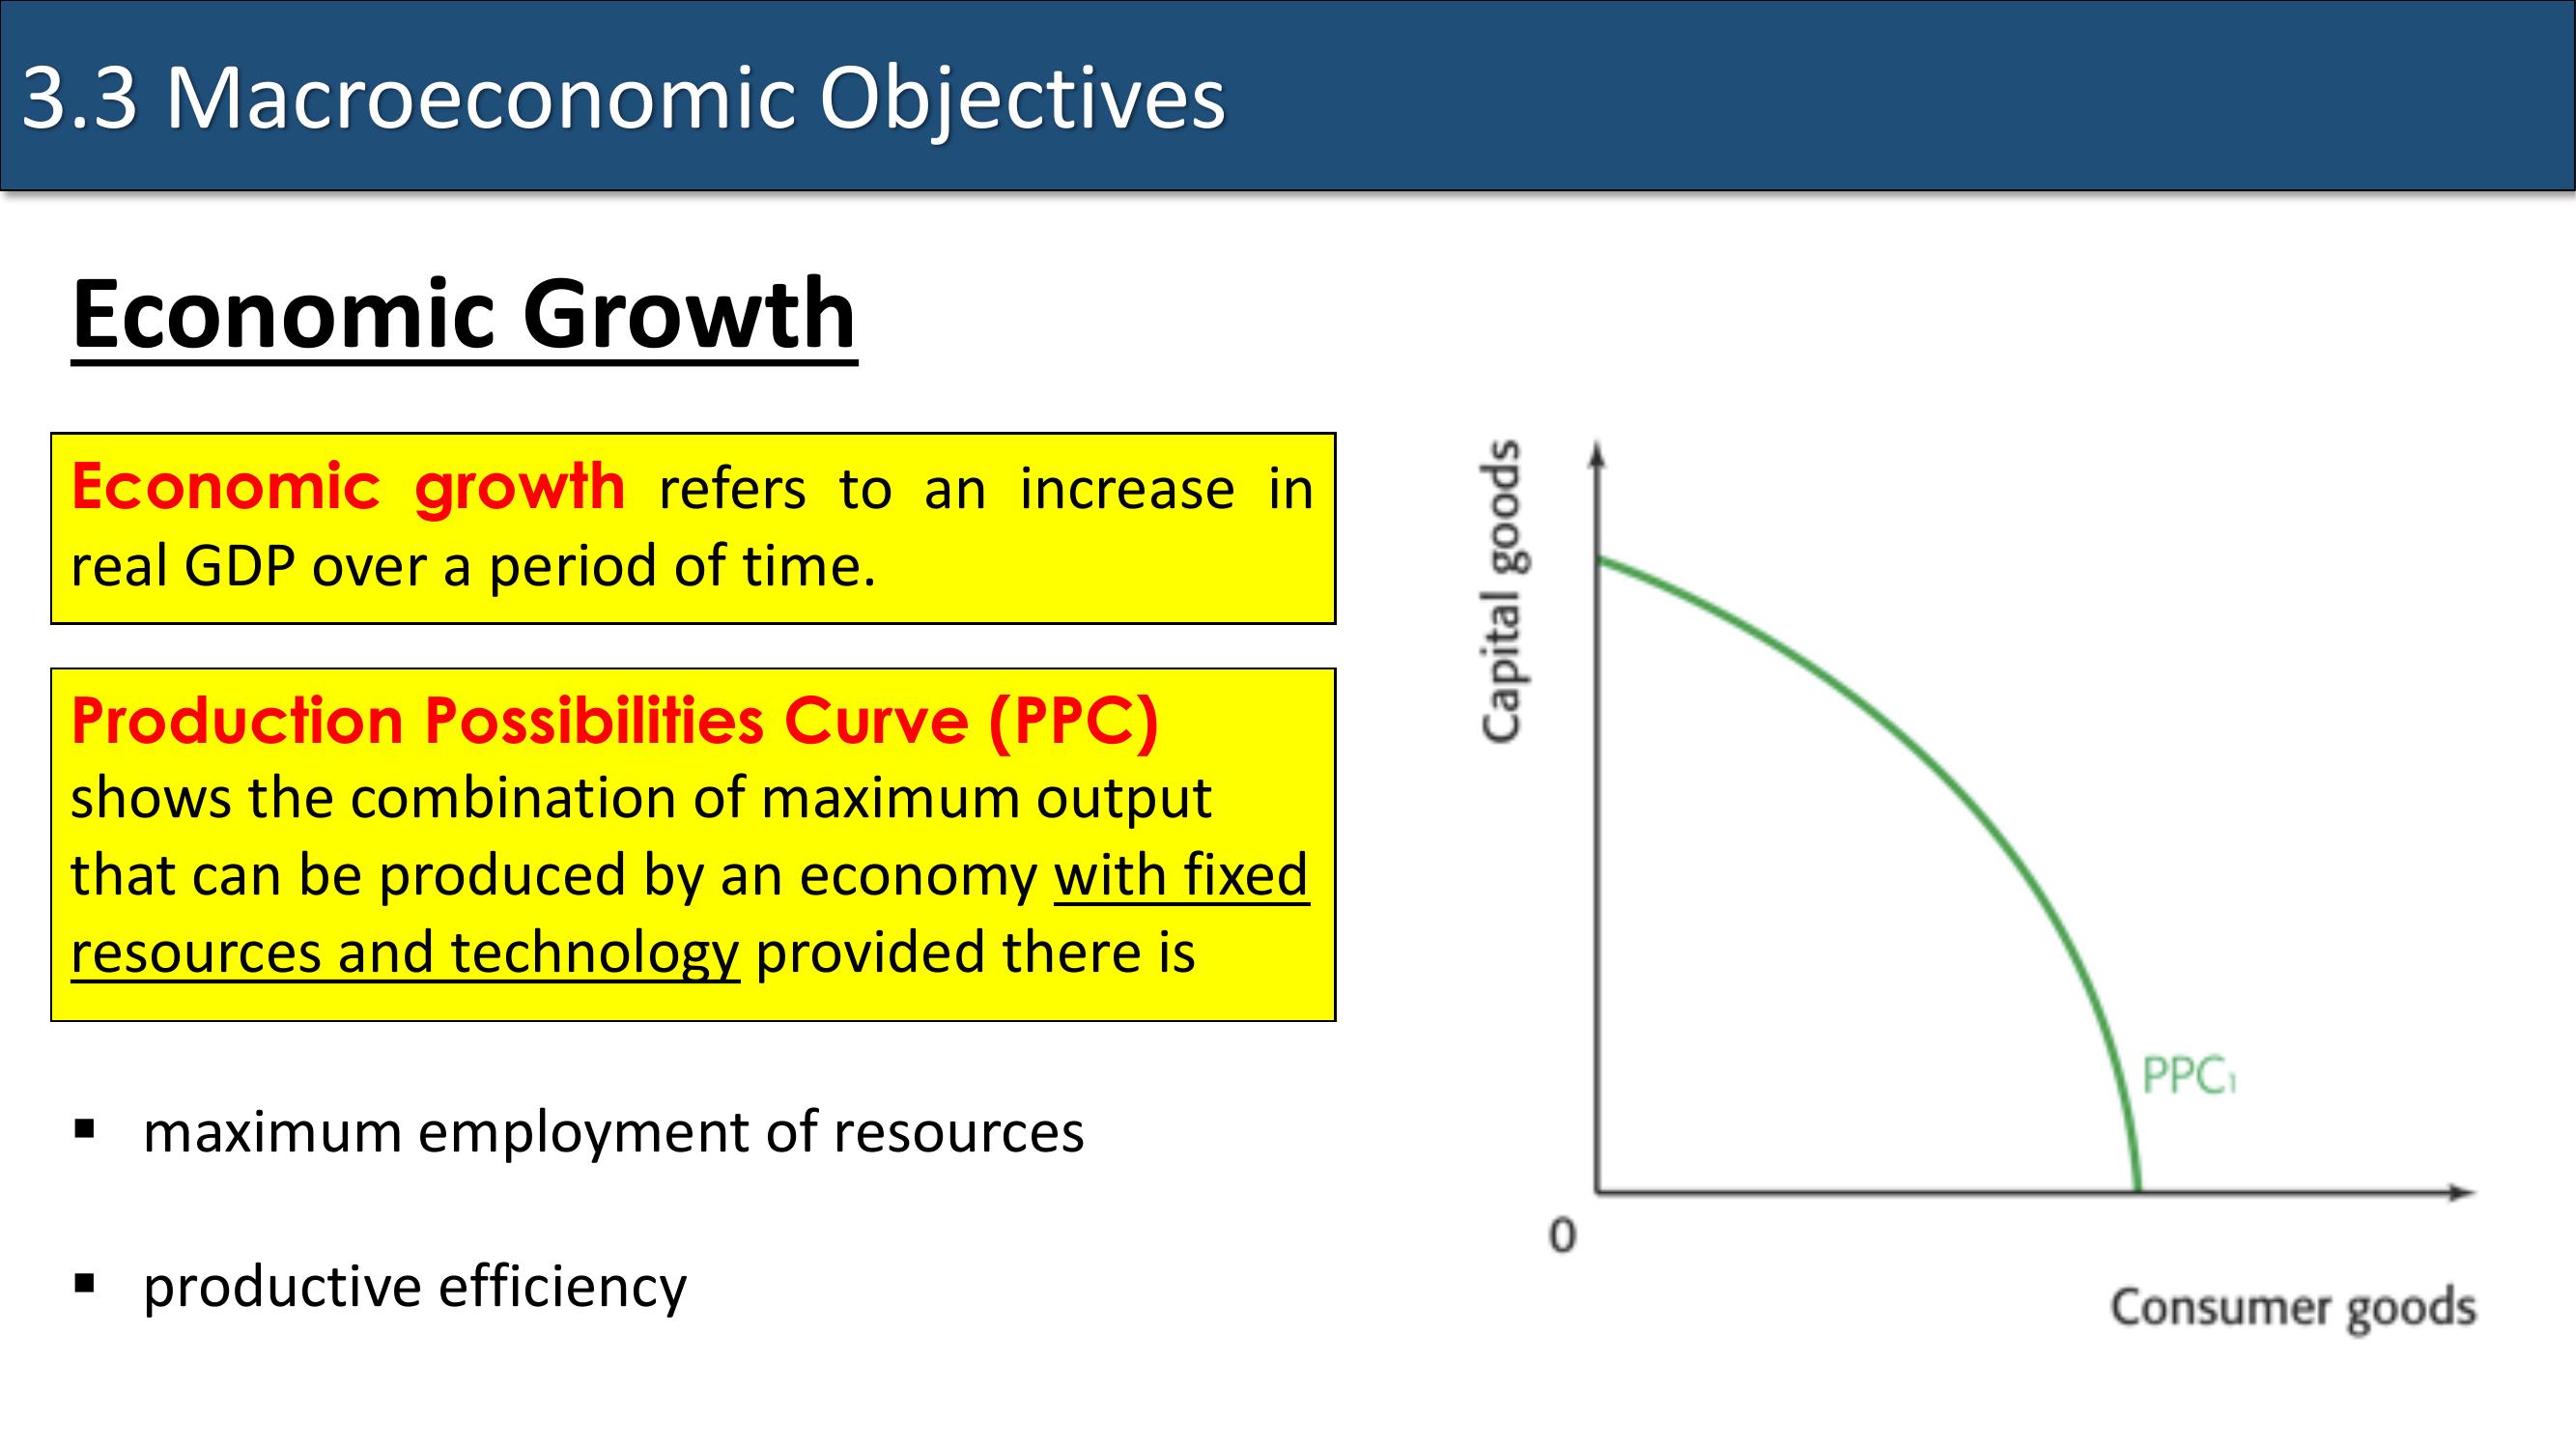 3.3 Macroeconomic Objectives
Economic Growth
Economic growth refers to an increase in
real GDP over a period of time.
Production Possibilities Curve (PPC)
shows the combination of maximum output
that can be produced by an economy with fixed
resources and technology provided there is
▪ maximum employment of resources
▪ productive efficiency
Capital goods
PPC₁
0
Consumer goods